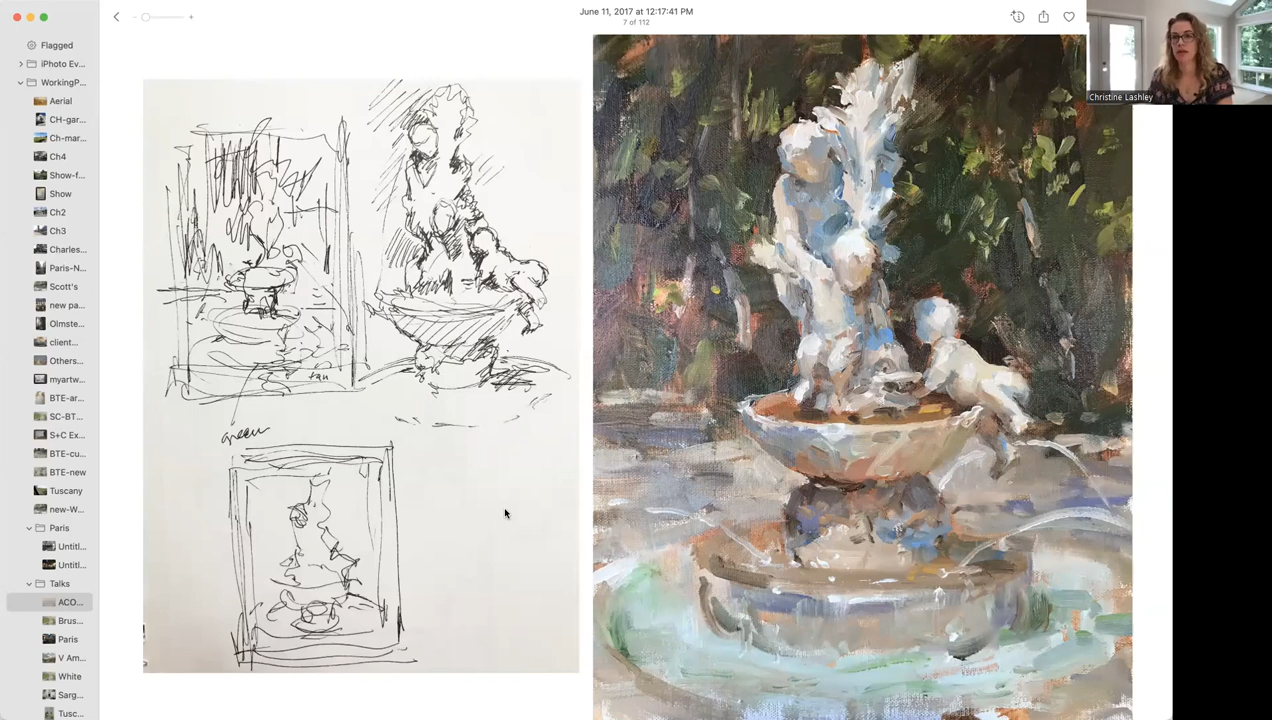 June 11, 2017 at 12:17:41 PM
7 of 112
Flagged
iPhoto Ev...
WorkingP...
Aerial
CH-gar...
Ch-mar...
Ch4
Show-f...
Show
Ch2
Ch3
Charles...
Paris-N...
Scott's
new pa...
Olmste...
client...
Others...
myartw...
BTE-ar...
SC-BT...
S+C Ex...
BTE-cu...
BTE-new
Tuscany
new-W...
Paris
Untitl...
Untitl...
Talks
ACO...
Brus...
Paris
V Am...
White
Sarg...
Tusc...
tan
green
Christine Lashley